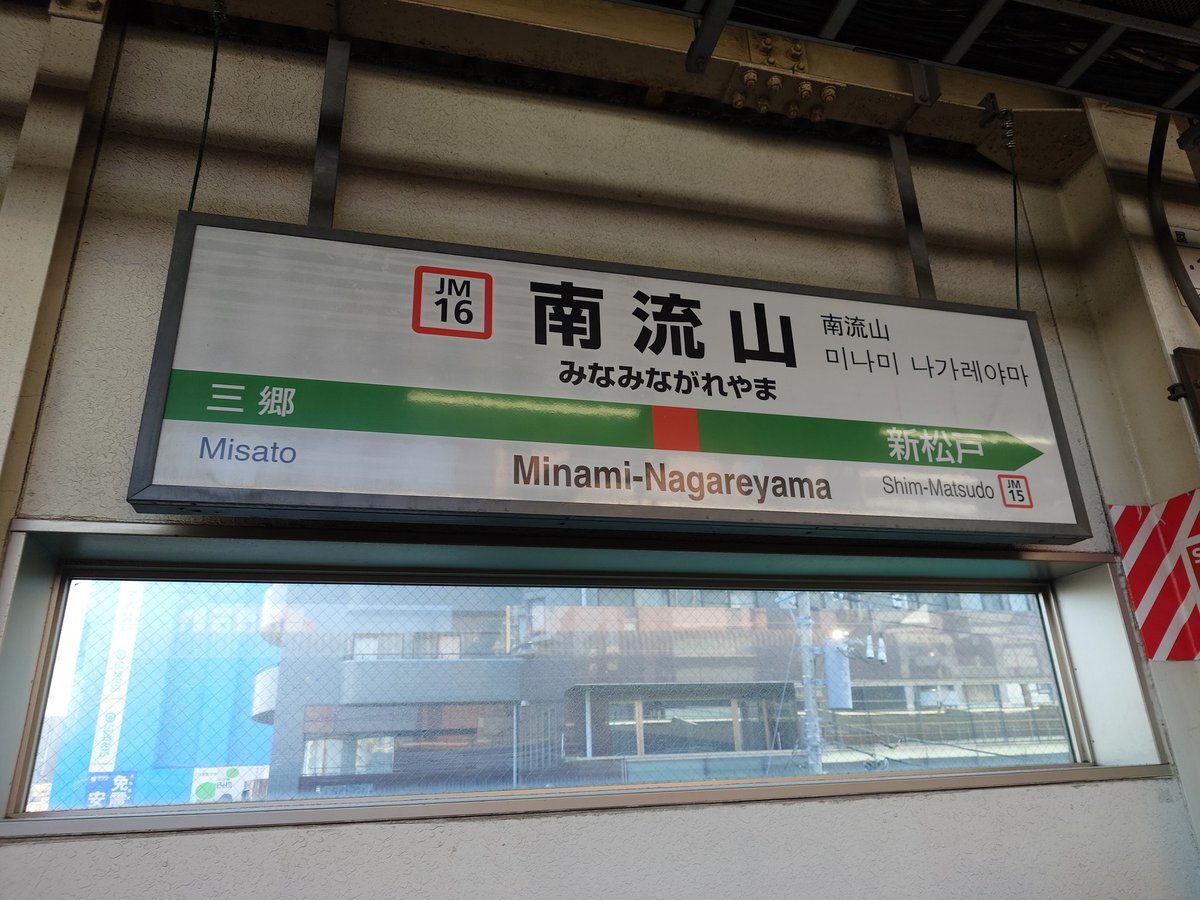 JM
16
南流山
みなみながれやま
南流山
미나미 나가레야마
三郷
新松戸
Misato
Minami-Nagareyama
Shim-Matsudo
JM
15